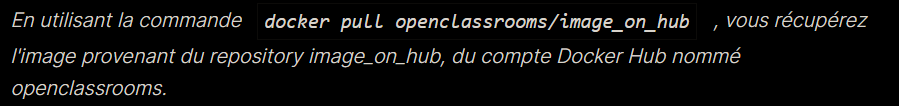 En utilisant la commande docker pull openclassrooms/image_on_hub , vous récupérez
l'image provenant du repository image_on_hub, du compte Docker Hub nommé
openclassrooms.